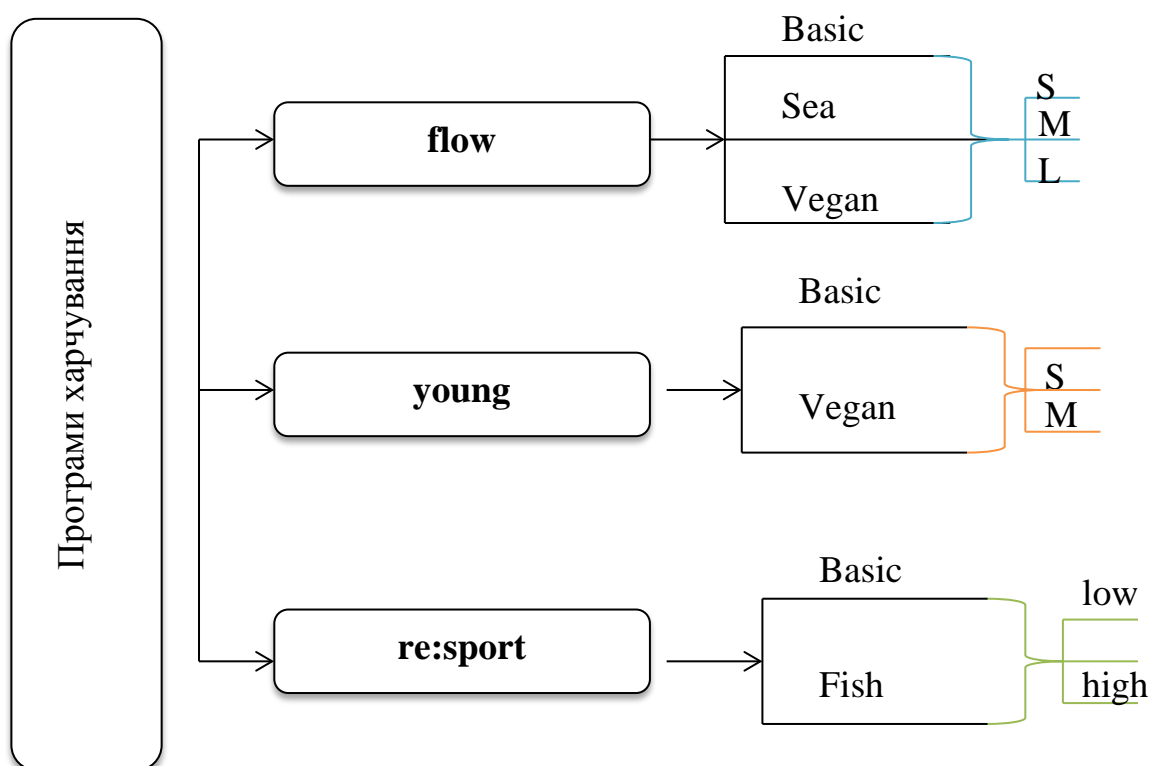 Програми харчування
flow
Basic
Sea
Vegan
S
M
L
young
Basic
Vegan
S
M
re:sport
Basic
Fish
low
high